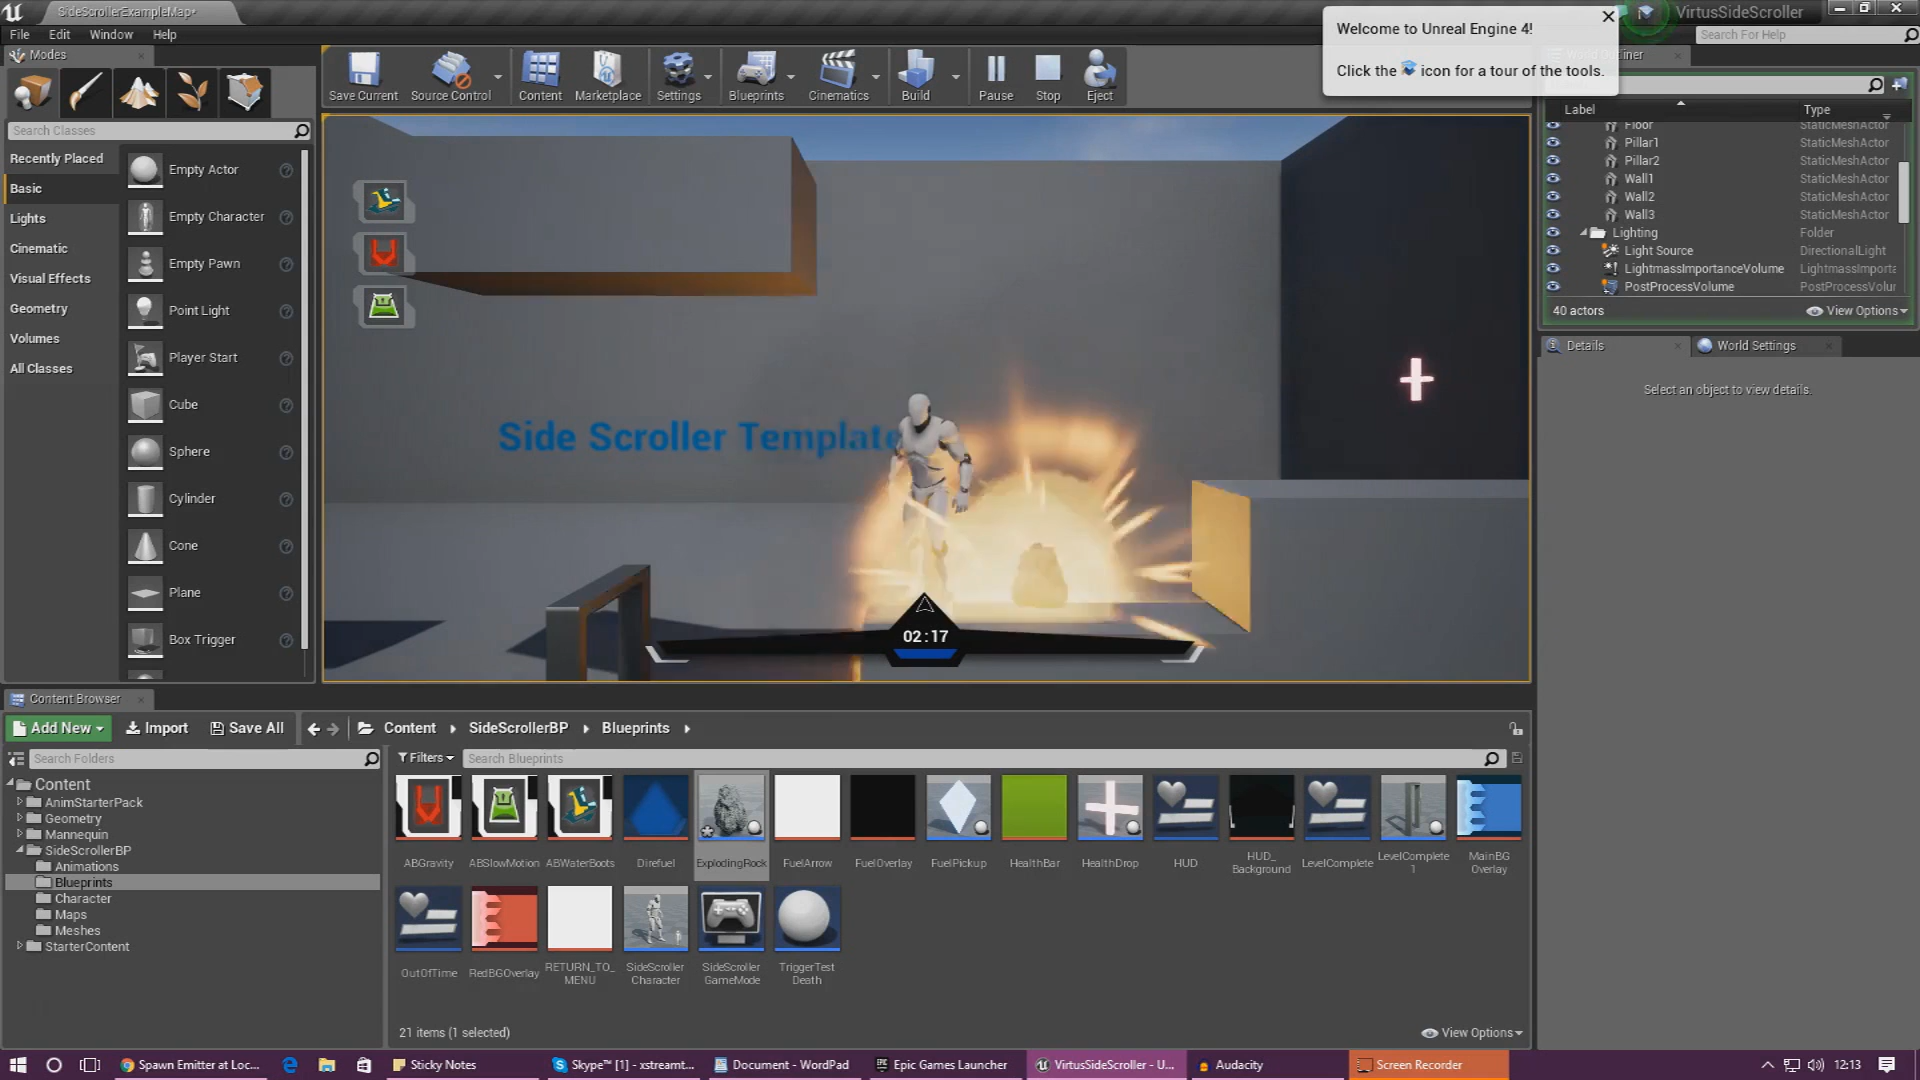 SideScrollerExampleMap*
VirtusSideScroller
File Edit Window Help
Search For Help
Welcome to Unreal Engine 4!
Click the icon for a tour of the tools.
Modes
Search Classes
Recently Placed
Basic
Lights
Cinematic
Visual Effects
Geometry
Volumes
All Classes
Empty Actor
Empty Character
Empty Pawn
Point Light
Player Start
Cube
Sphere
Cylinder
Cone
Plane
Box Trigger
Save Current
Source Control
Content
Marketplace
Settings
Blueprints
Cinematics
Build
Pause
Stop
Eject
Side Scroller Template
02:17
World Outliner
Label Type
Floor StaticMeshActor
Pillar1 StaticMeshActor
Pillar2 StaticMeshActor
Wall1 StaticMeshActor
Wall2 StaticMeshActor
Wall3 StaticMeshActor
Lighting Folder
Light Source DirectionalLight
LightmassImportanceVolume LightmassImporta
PostProcessVolume PostProcessVolur
40 actors
View Options
Details
World Settings
Select an object to view details.
Content Browser
Add New
Import
Save All
Content
SideScrollerBP
Blueprints
Search Folders
Filters
Search Blueprints
Content
AnimStarterPack
Geometry
Mannequin
SideScrollerBP
Animations
Blueprints
Character
Maps
Meshes
StarterContent
ABGravity
ABSlowMotion
ABWaterBoots
Direfuel
ExplodingRock
FuelArrow
FuelOverlay
FuelPickup
HealthBar
HealthDrop
HUD
HUD_
Background
LevelComplete
LevelComplete
1
MainBG
Overlay
OutOfTime
RedBGOverlay
RETURN_TO_
MENU
SideScroller
Character
SideScroller
GameMode
TriggerTest
Death
21 items (1 selected)
View Options
Spawn Emitter at Loc...
Sticky Notes
Skype™ [1] - xstreamt...
Document - WordPad
Epic Games Launcher
VirtusSideScroller - U...
Audacity
Screen Recorder
12:13